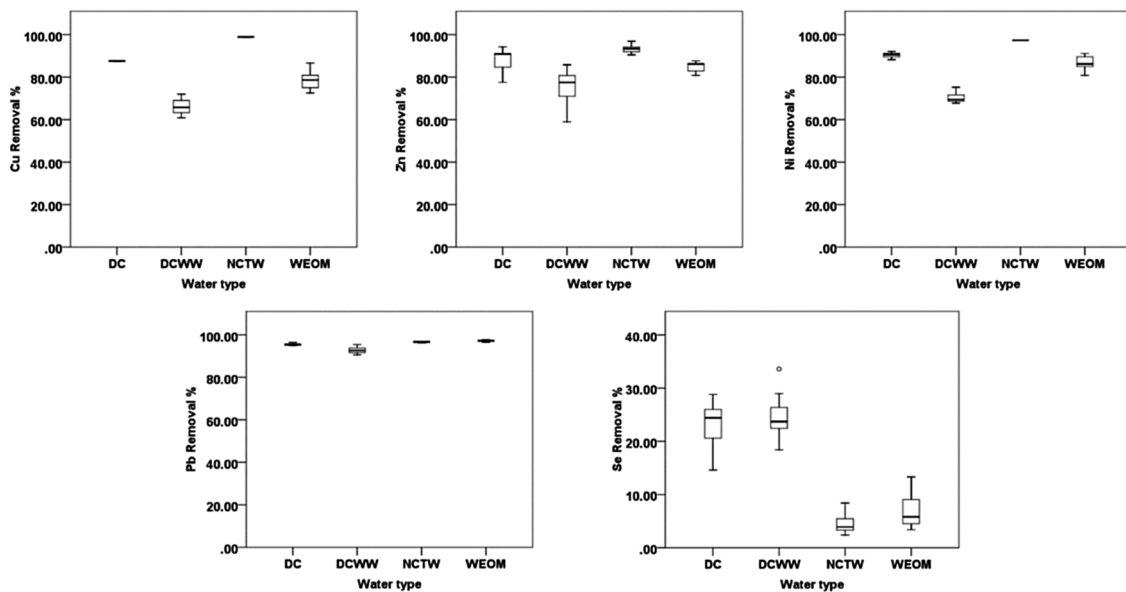 Cu Removal %
100.00
80.00
60.00
40.00
20.00
.00
DC DCWW NCTW WEOM
Water type
Zn Removal %
100.00
80.00
60.00
40.00
20.00
.00
DC DCWW NCTW WEOM
Water type
Ni Removal %
100.00
80.00
60.00
40.00
20.00
.00
DC DCWW NCTW WEOM
Water type
Pb Removal %
100.00
80.00
60.00
40.00
20.00
.00
DC DCWW NCTW WEOM
Water type
Se Removal %
40.00
30.00
20.00
10.00
.00
DC DCWW NCTW WEOM
Water type